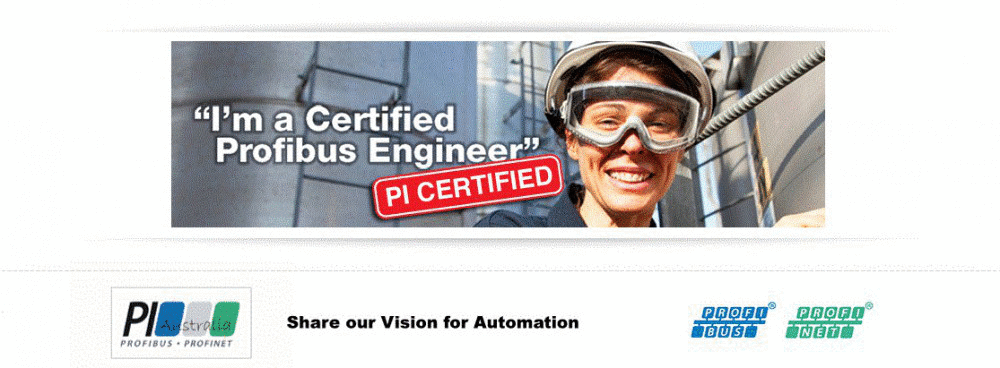 “I’m a Certified
Profibus Engineer”
PI CERTIFIED
PI Australia
PROFIBUS • PROFINET
Share our Vision for Automation
PROFI®
BUS
PROFI®
NET